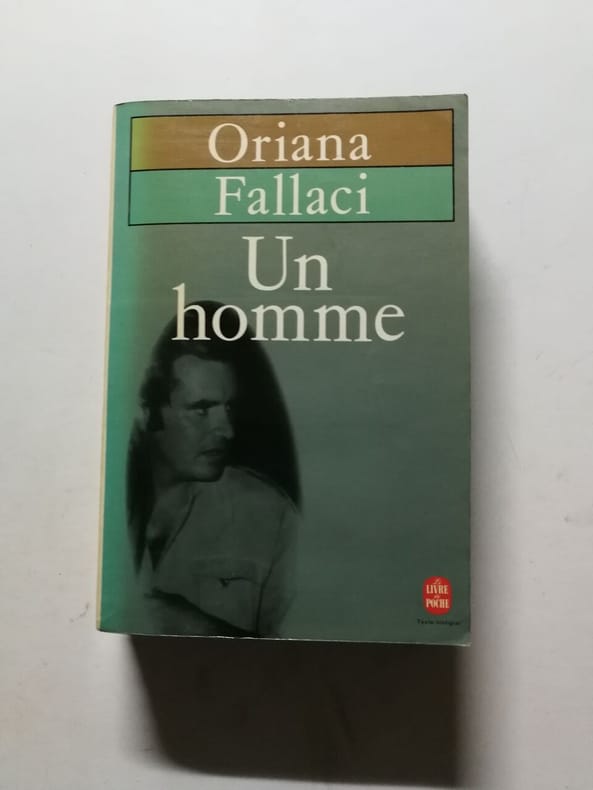 Oriana
Fallaci
Un
homme
Le
LIVRE
de
POCHE
Texte intégral